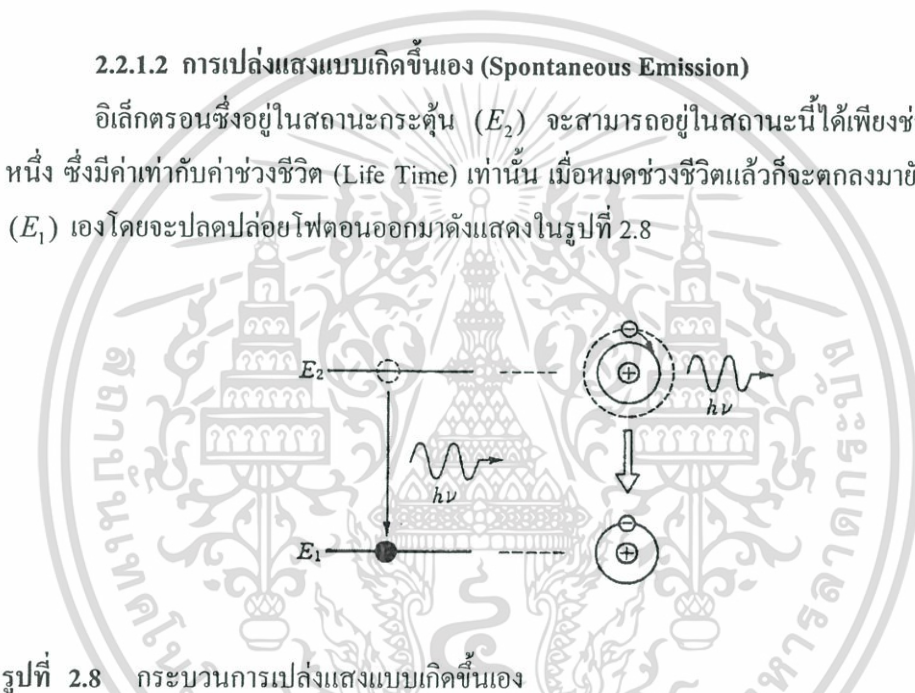 2.2.1.2 การเปล่งแสงแบบเกิดขึ้นเอง (Spontaneous Emission)
อิเล็กตรอนซึ่งอยู่ในสถานะกระตุ้น (E₂) จะสามารถอยู่ในสถานะนี้ได้เพียงช่
หนึ่ง ซึ่งมีค่าเท่ากับค่าช่วงชีวิต (Life Time) เท่านั้น เมื่อหมดช่วงชีวิตแล้วก็จะตกลงมายั
(E₁) เองโดยจะปลดปล่อยโฟตอนออกมาดังแสดงในรูปที่ 2.8
E₂
hν
hν
E₁
รูปที่ 2.8 กระบวนการเปล่งแสงแบบเกิดขึ้นเอง